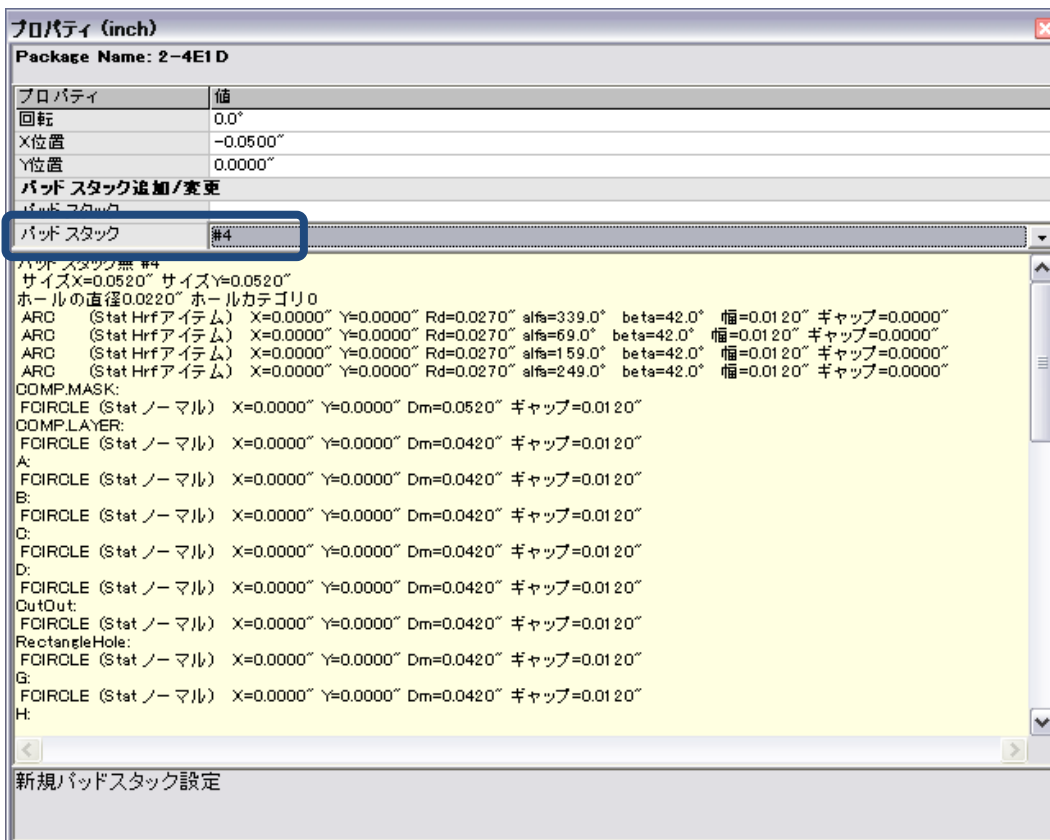 プロパティ (inch)
Package Name: 2-4E1D
プロパティ 値
回転 0.0°
X位置 -0.0500"
Y位置 0.0000"
パッド スタック追加/変更
パッド スタック
パッド スタック #4
パッド スタック無 #4
サイズX=0.0520" サイズY=0.0520"
ホールの直径0.0220" ホールカテゴリ0
ARC (Stat Hrfアイテム) X=0.0000" Y=0.0000" Rd=0.0270" alfa=339.0° beta=42.0° 幅=0.0120" ギャップ=0.0000"
ARC (Stat Hrfアイテム) X=0.0000" Y=0.0000" Rd=0.0270" alfa=69.0° beta=42.0° 幅=0.0120" ギャップ=0.0000"
ARC (Stat Hrfアイテム) X=0.0000" Y=0.0000" Rd=0.0270" alfa=159.0° beta=42.0° 幅=0.0120" ギャップ=0.0000"
ARC (Stat Hrfアイテム) X=0.0000" Y=0.0000" Rd=0.0270" alfa=249.0° beta=42.0° 幅=0.0120" ギャップ=0.0000"
COMP.MASK:
FCIRCLE (Stat ノーマル) X=0.0000" Y=0.0000" Dm=0.0520" ギャップ=0.0120"
COMP.LAYER:
FCIRCLE (Stat ノーマル) X=0.0000" Y=0.0000" Dm=0.0420" ギャップ=0.0120"
A:
FCIRCLE (Stat ノーマル) X=0.0000" Y=0.0000" Dm=0.0420" ギャップ=0.0120"
B:
FCIRCLE (Stat ノーマル) X=0.0000" Y=0.0000" Dm=0.0420" ギャップ=0.0120"
C:
FCIRCLE (Stat ノーマル) X=0.0000" Y=0.0000" Dm=0.0420" ギャップ=0.0120"
D:
FCIRCLE (Stat ノーマル) X=0.0000" Y=0.0000" Dm=0.0420" ギャップ=0.0120"
CutOut:
FCIRCLE (Stat ノーマル) X=0.0000" Y=0.0000" Dm=0.0420" ギャップ=0.0120"
RectangleHole:
FCIRCLE (Stat ノーマル) X=0.0000" Y=0.0000" Dm=0.0420" ギャップ=0.0120"
G:
FCIRCLE (Stat ノーマル) X=0.0000" Y=0.0000" Dm=0.0420" ギャップ=0.0120"
H:
新規パッドスタック設定